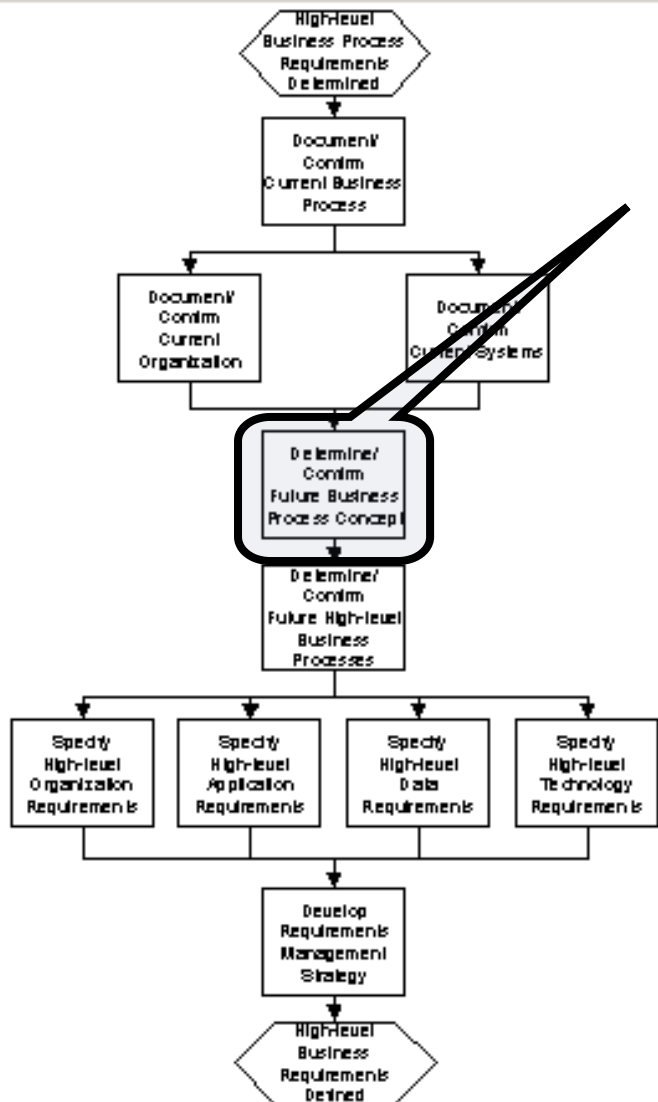 High-level
Business Process
Requirements
Determined
Document/
Confirm
Current Business
Process
Document/
Confirm
Current
Organization
Document/
Confirm
Current Systems
Determine/
Confirm
Future Business
Process Concept
Determine/
Confirm
Future High-level
Business
Processes
Specify
High-level
Organization
Requirements
Specify
High-level
Application
Requirements
Specify
High-level
Data
Requirements
Specify
High-level
Technology
Requirements
Develop
Requirements
Management
Strategy
High-level
Business
Requirements
Defined